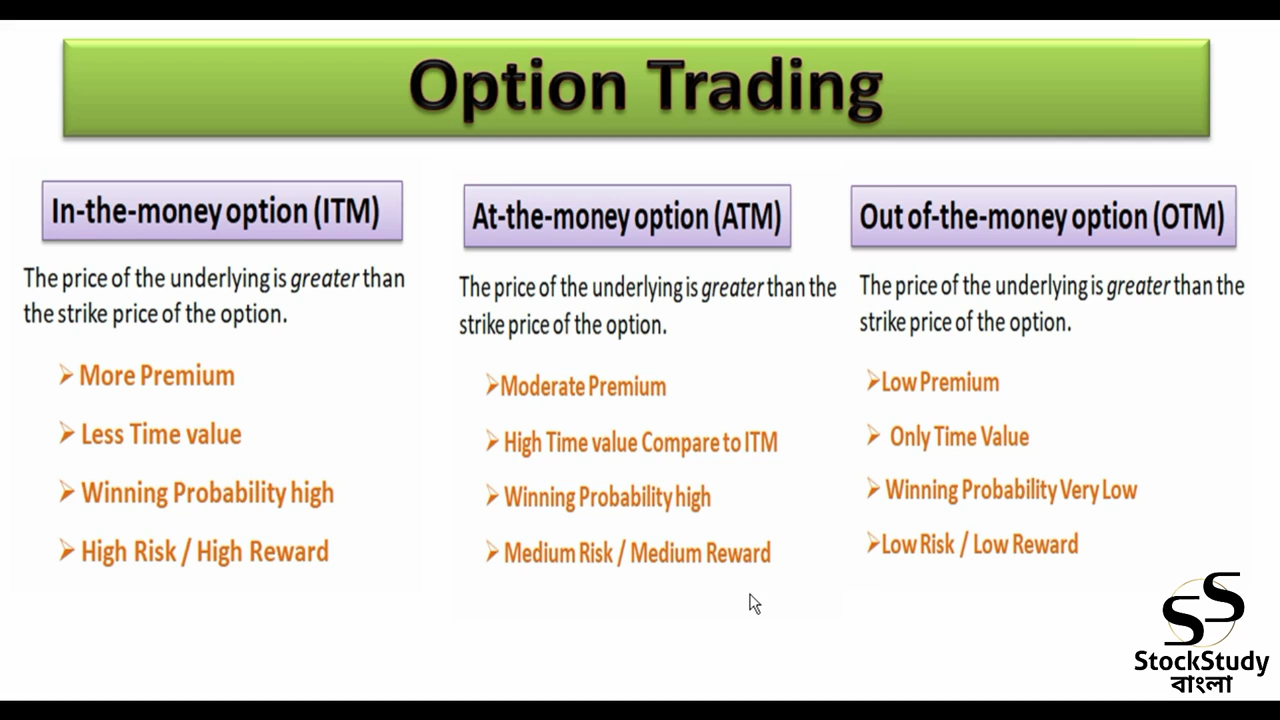 Option Trading
In-the-money option (ITM)
The price of the underlying is greater than
the strike price of the option.
➢ More Premium
➢ Less Time value
➢ Winning Probability high
➢ High Risk / High Reward
At-the-money option (ATM)
The price of the underlying is greater than the
strike price of the option.
➢Moderate Premium
➢ High Time value Compare to ITM
➢ Winning Probability high
➢ Medium Risk / Medium Reward
Out of-the-money option (OTM)
The price of the underlying is greater than the
strike price of the option.
➢Low Premium
➢ Only Time Value
➢ Winning Probability Very Low
➢Low Risk / Low Reward
SS
StockStudy
বাংলা